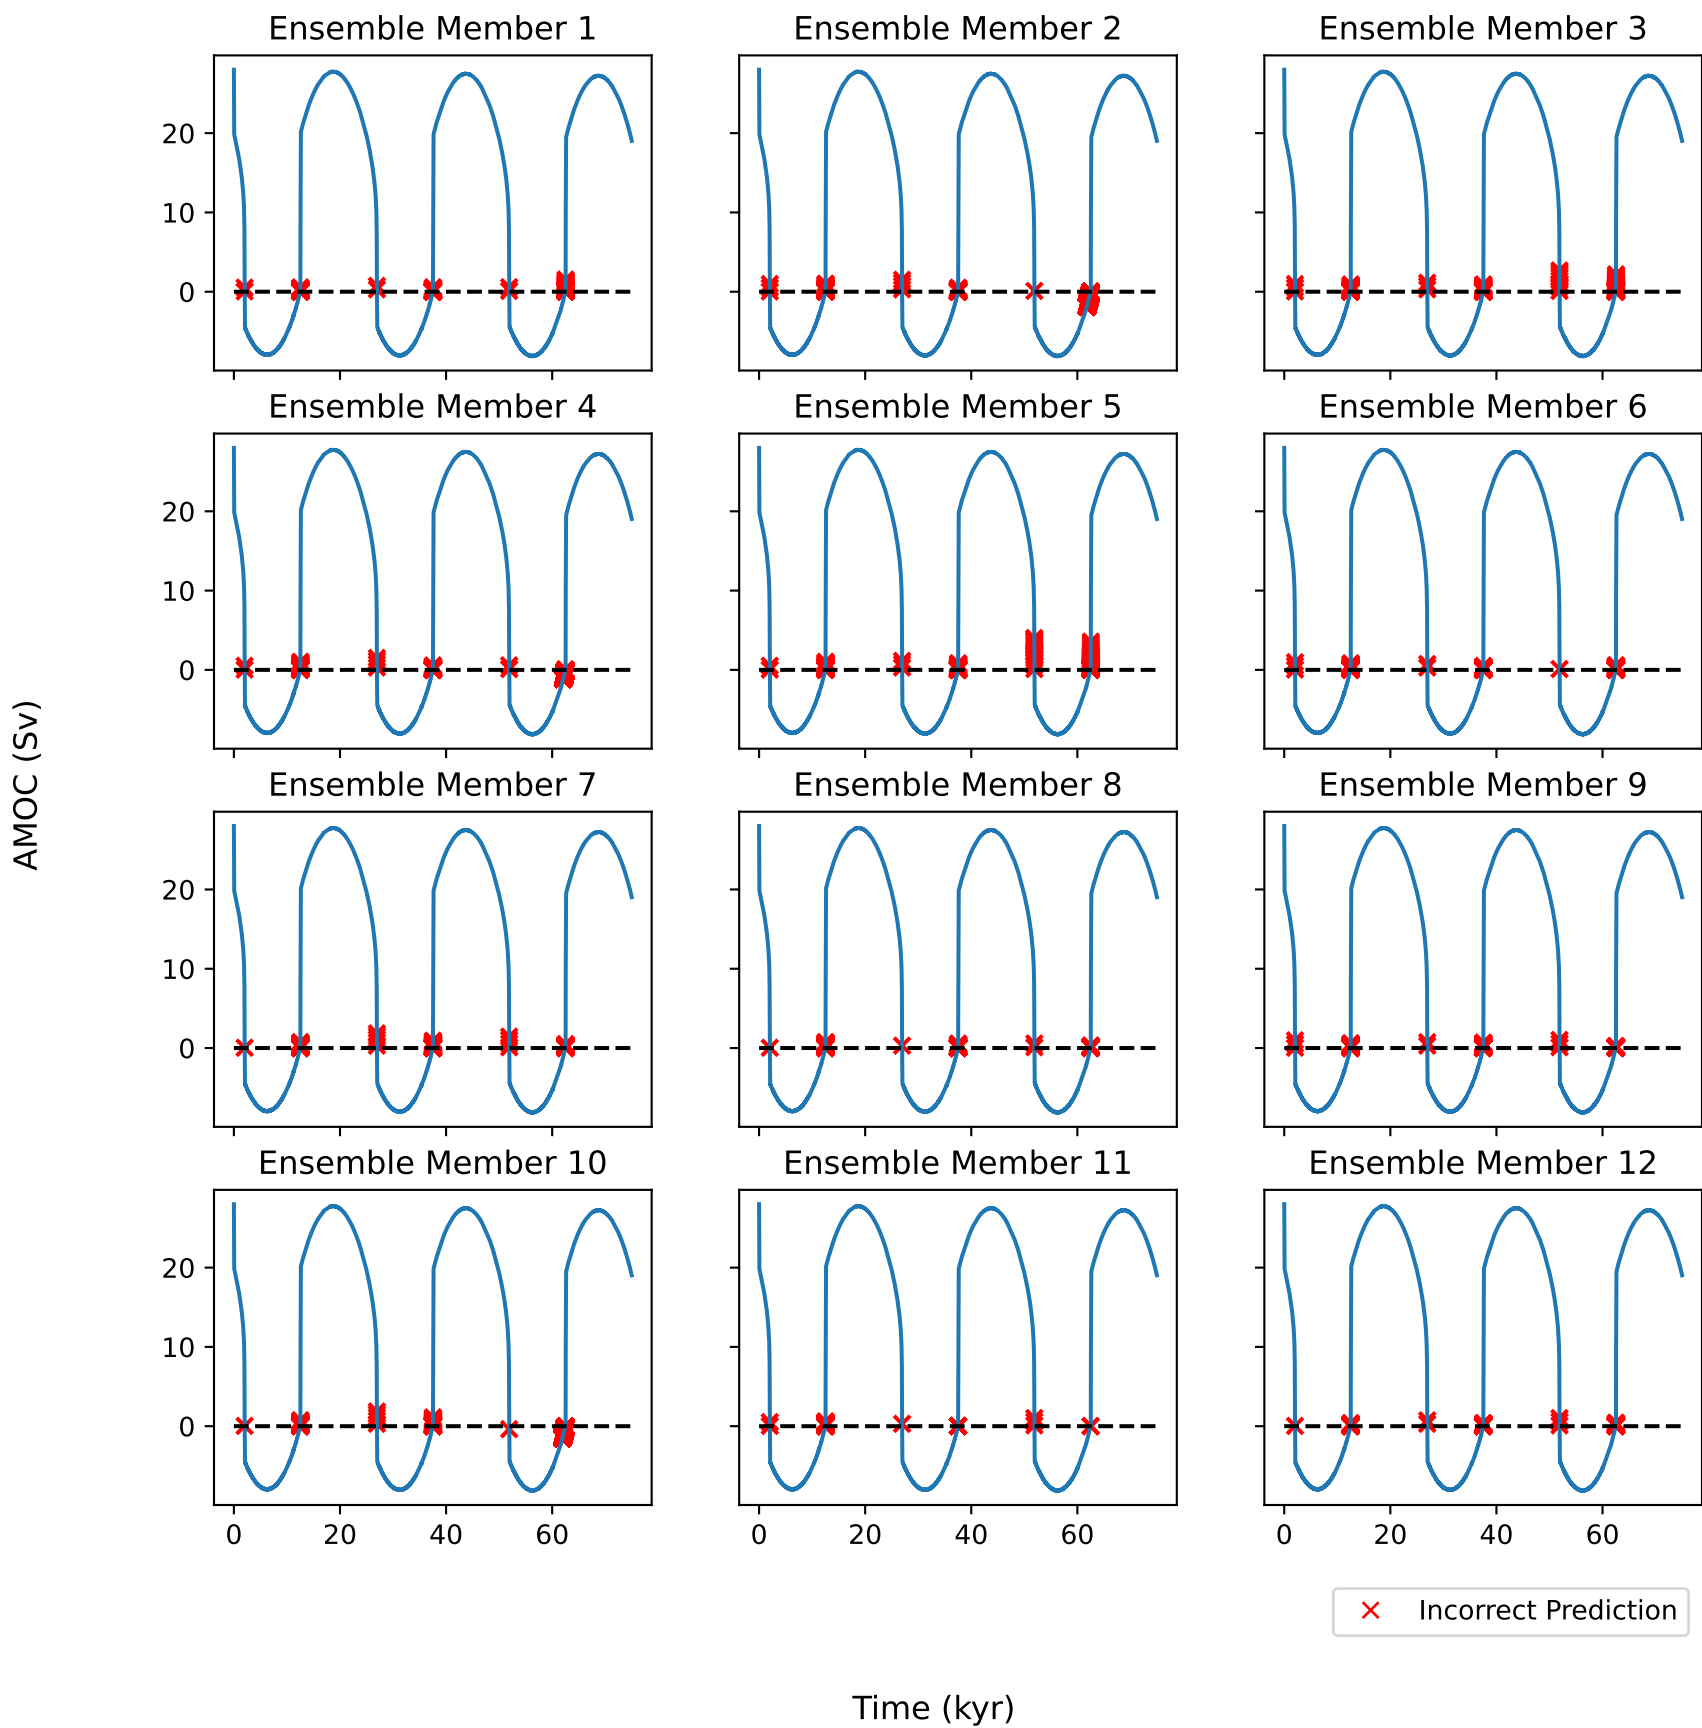 Ensemble Member 1
Ensemble Member 2
Ensemble Member 3
20
10
0
Ensemble Member 4
Ensemble Member 5
Ensemble Member 6
20
10
0
AMOC (Sv)
Ensemble Member 7
Ensemble Member 8
Ensemble Member 9
20
10
0
Ensemble Member 10
Ensemble Member 11
Ensemble Member 12
20
10
0
0 20 40 60
0 20 40 60
0 20 40 60
Incorrect Prediction
Time (kyr)